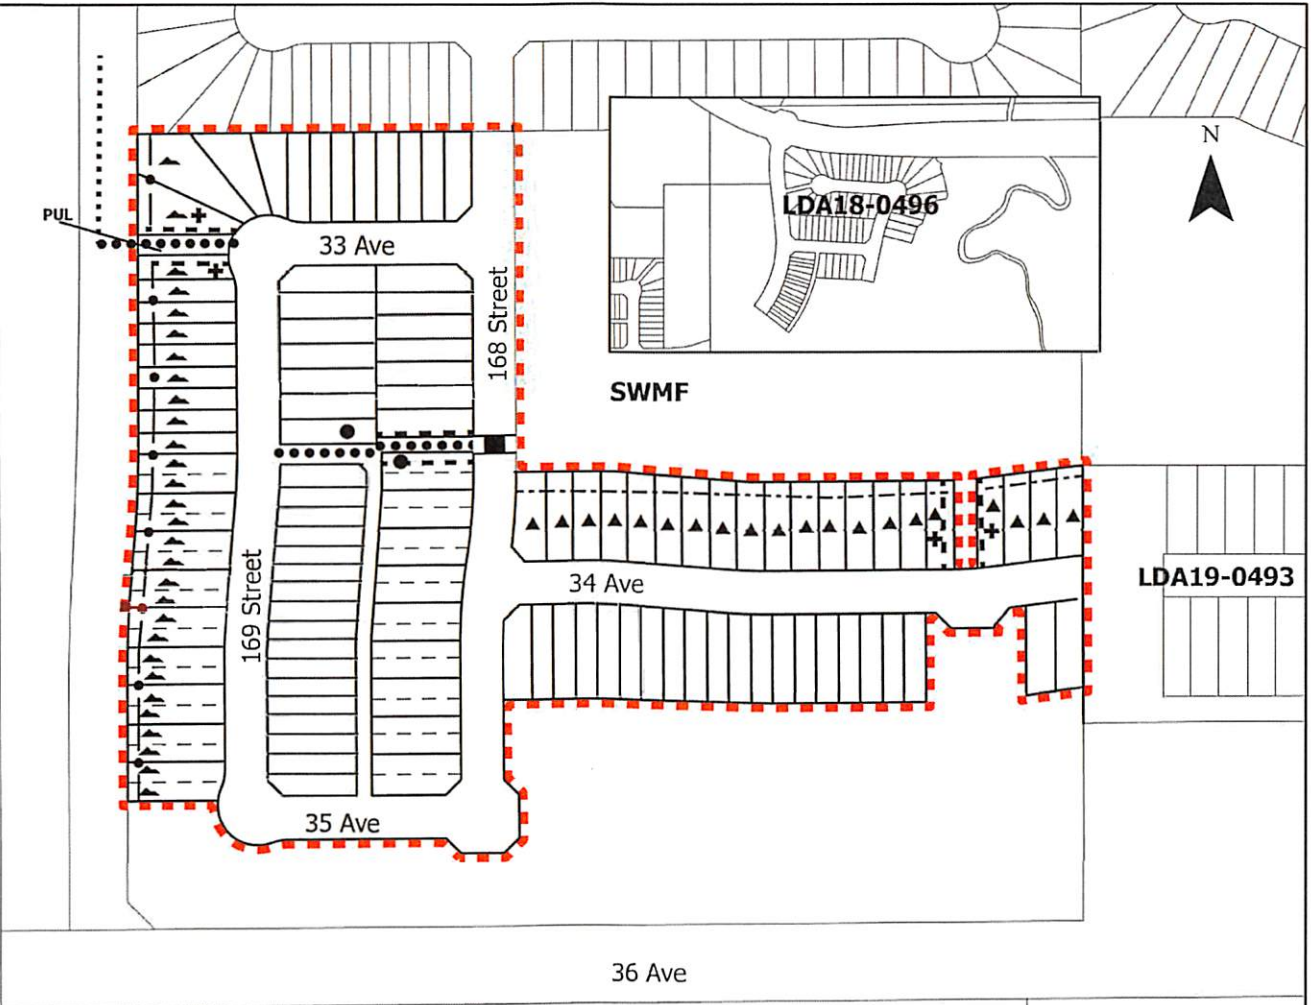 N
LDA18-0496
PUL
33 Ave
168 Street
SWMF
34 Ave
LDA19-0493
169 Street
35 Ave
36 Ave